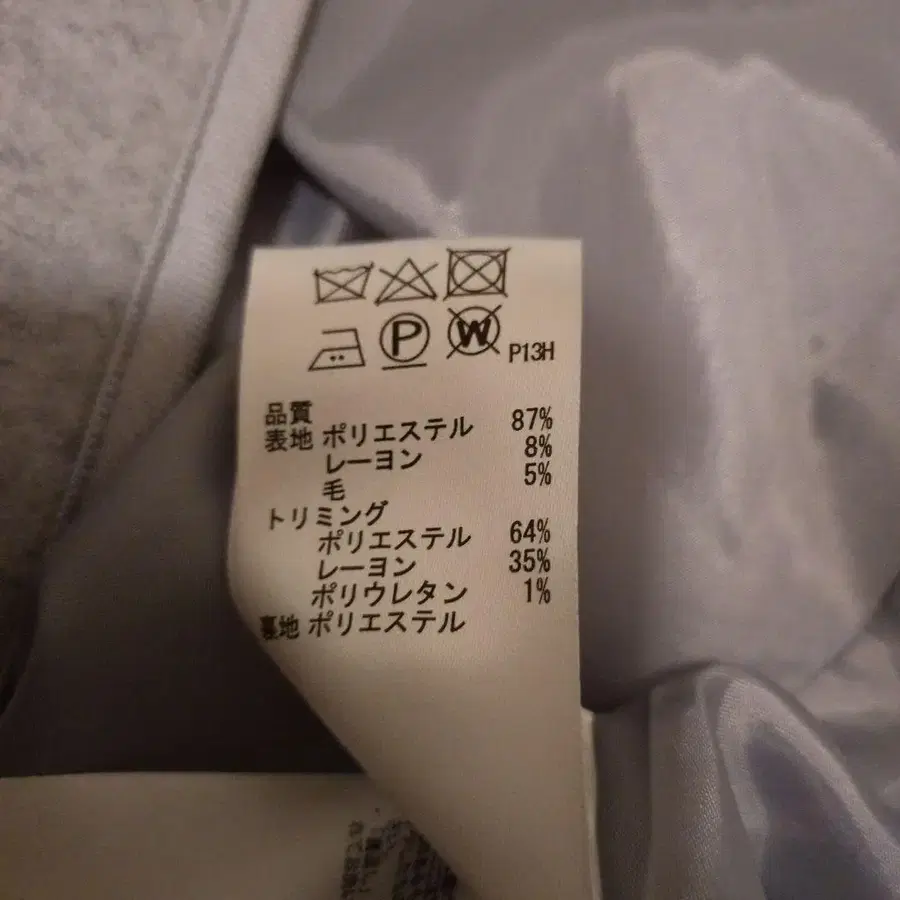 P
W
P13H
品質
表地 ポリエステル 87%
レーヨン 8%
毛 5%
トリミング
ポリエステル 64%
レーヨン 35%
ポリウレタン 1%
裏地 ポリエステル